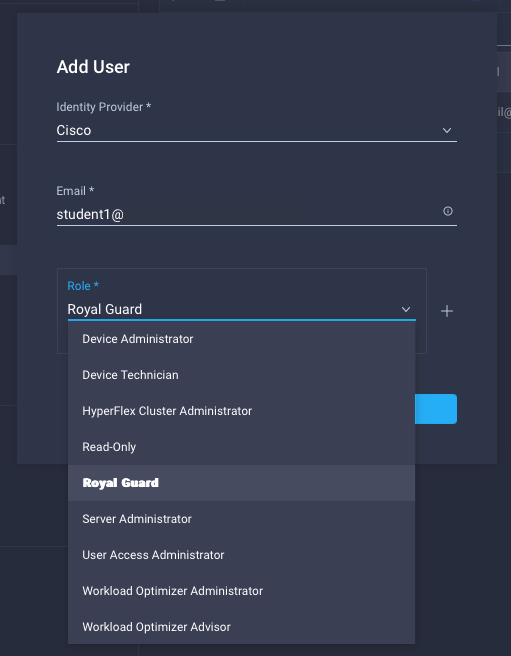 Add User
Identity Provider *
Cisco
Email *
student1@
Role *
Royal Guard
Device Administrator
Device Technician
HyperFlex Cluster Administrator
Read-Only
Royal Guard
Server Administrator
User Access Administrator
Workload Optimizer Administrator
Workload Optimizer Advisor